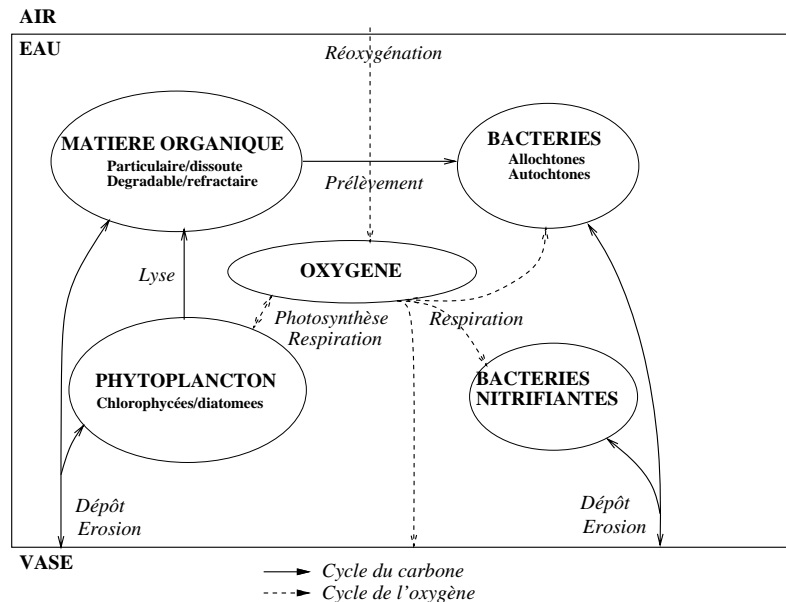 AIR
EAU
Réoxygénation
MATIERE ORGANIQUE
Particulaire/dissoute
Degradable/refractaire
BACTERIES
Allochtones
Autochtones
Prélèvement
OXYGENE
Lyse
Photosynthèse
Respiration
Respiration
PHYTOPLANCTON
Chlorophycées/diatomees
BACTERIES
NITRIFIANTES
Dépôt
Erosion
Dépôt
Erosion
VASE
Cycle du carbone
Cycle de l'oxygène